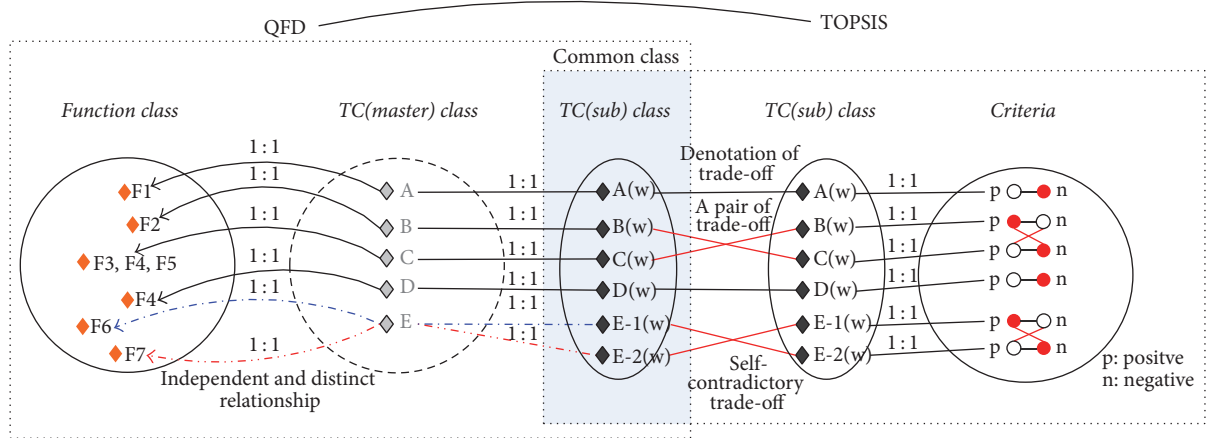 QFD
TOPSIS
Common class
Function class
TC(master) class
TC(sub) class
TC(sub) class
Criteria
1 : 1
1 : 1
1 : 1
1 : 1
1 : 1
1 : 1
F1
F2
F3, F4, F5
F4
F6
F7
A
B
C
D
E
Independent and distinct
relationship
1 : 1
1 : 1
1 : 1
1 : 1
1 : 1
1 : 1
A(w)
B(w)
C(w)
D(w)
E-1(w)
E-2(w)
Denotation of
trade-off
A pair of
trade-off
Self-
contradictory
trade-off
A(w)
B(w)
C(w)
D(w)
E-1(w)
E-2(w)
1 : 1
1 : 1
1 : 1
1 : 1
1 : 1
1 : 1
p n
p n
p n
p n
p n
p n
p: positve
n: negative